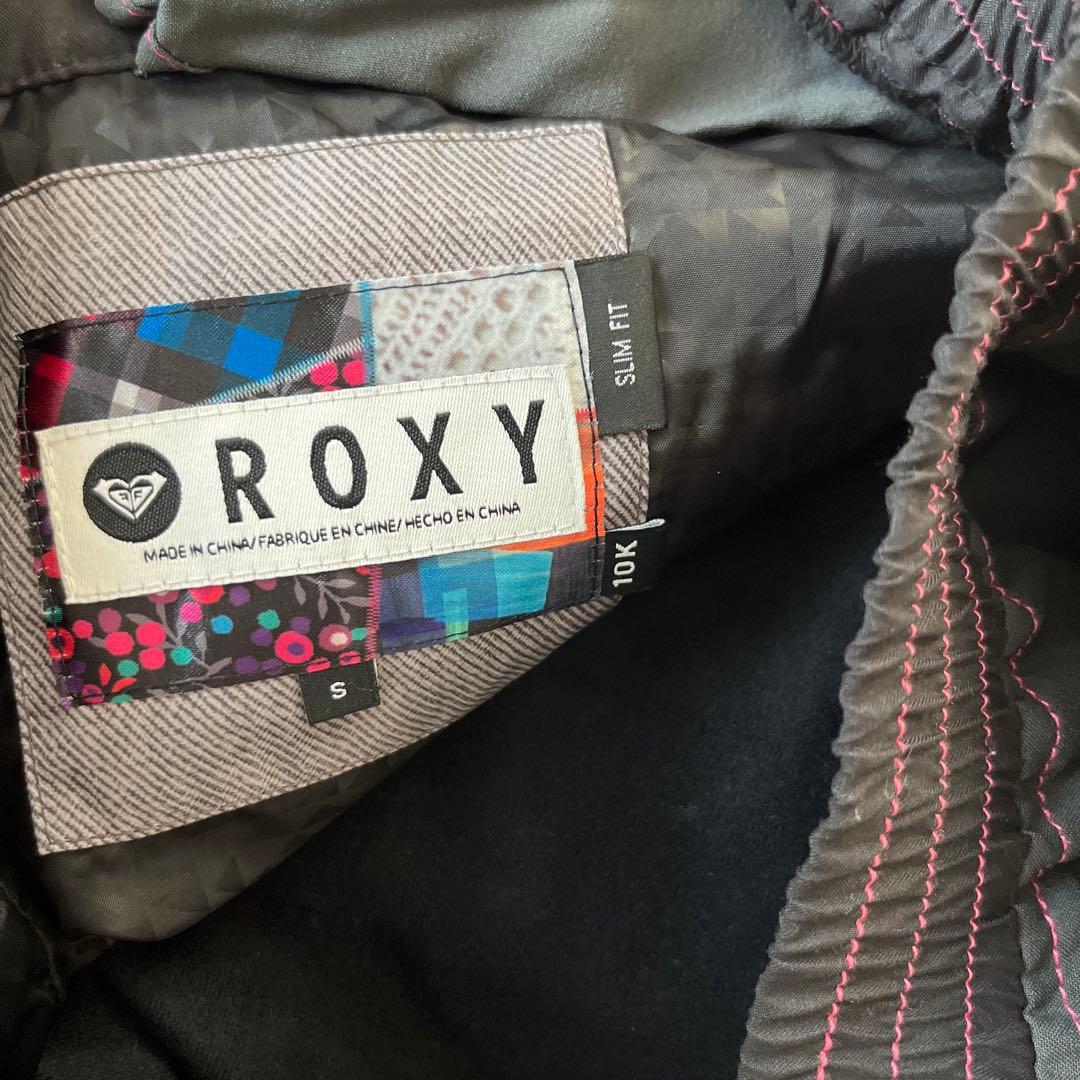 SLIM FIT
ROXY
MADE IN CHINA/FABRIQUE EN CHINE/HECHO EN CHINA
10K
S